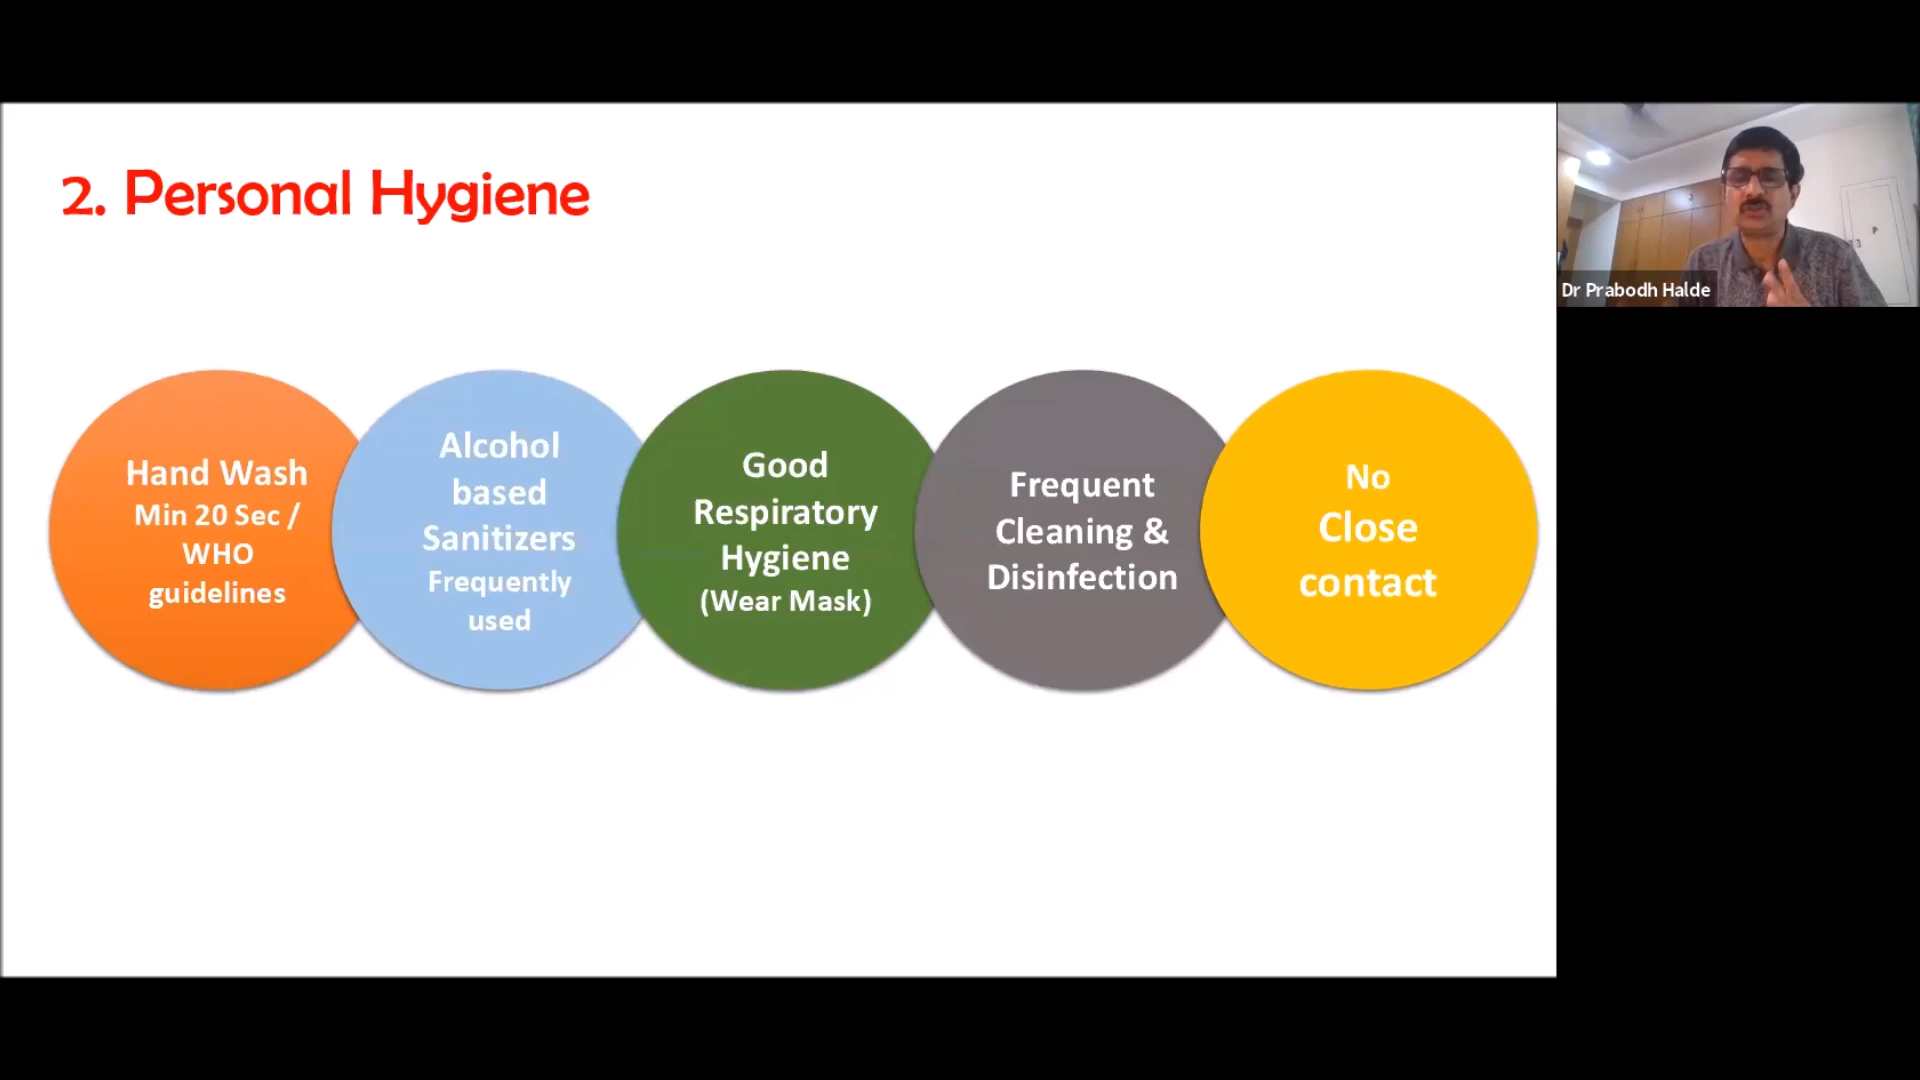 2. Personal Hygiene
Hand Wash
Min 20 Sec /
WHO
guidelines
Alcohol
based
Sanitizers
Frequently
used
Good
Respiratory
Hygiene
(Wear Mask)
Frequent
Cleaning &
Disinfection
No
Close
contact
Dr Prabodh Halde